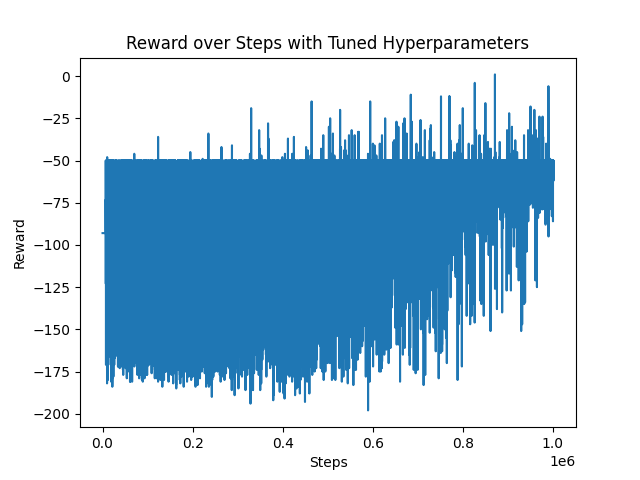 Reward over Steps with Tuned Hyperparameters
0
−25
−50
−75
−100
−125
−150
−175
−200
Reward
0.0 0.2 0.4 0.6 0.8 1.0
1e6
Steps